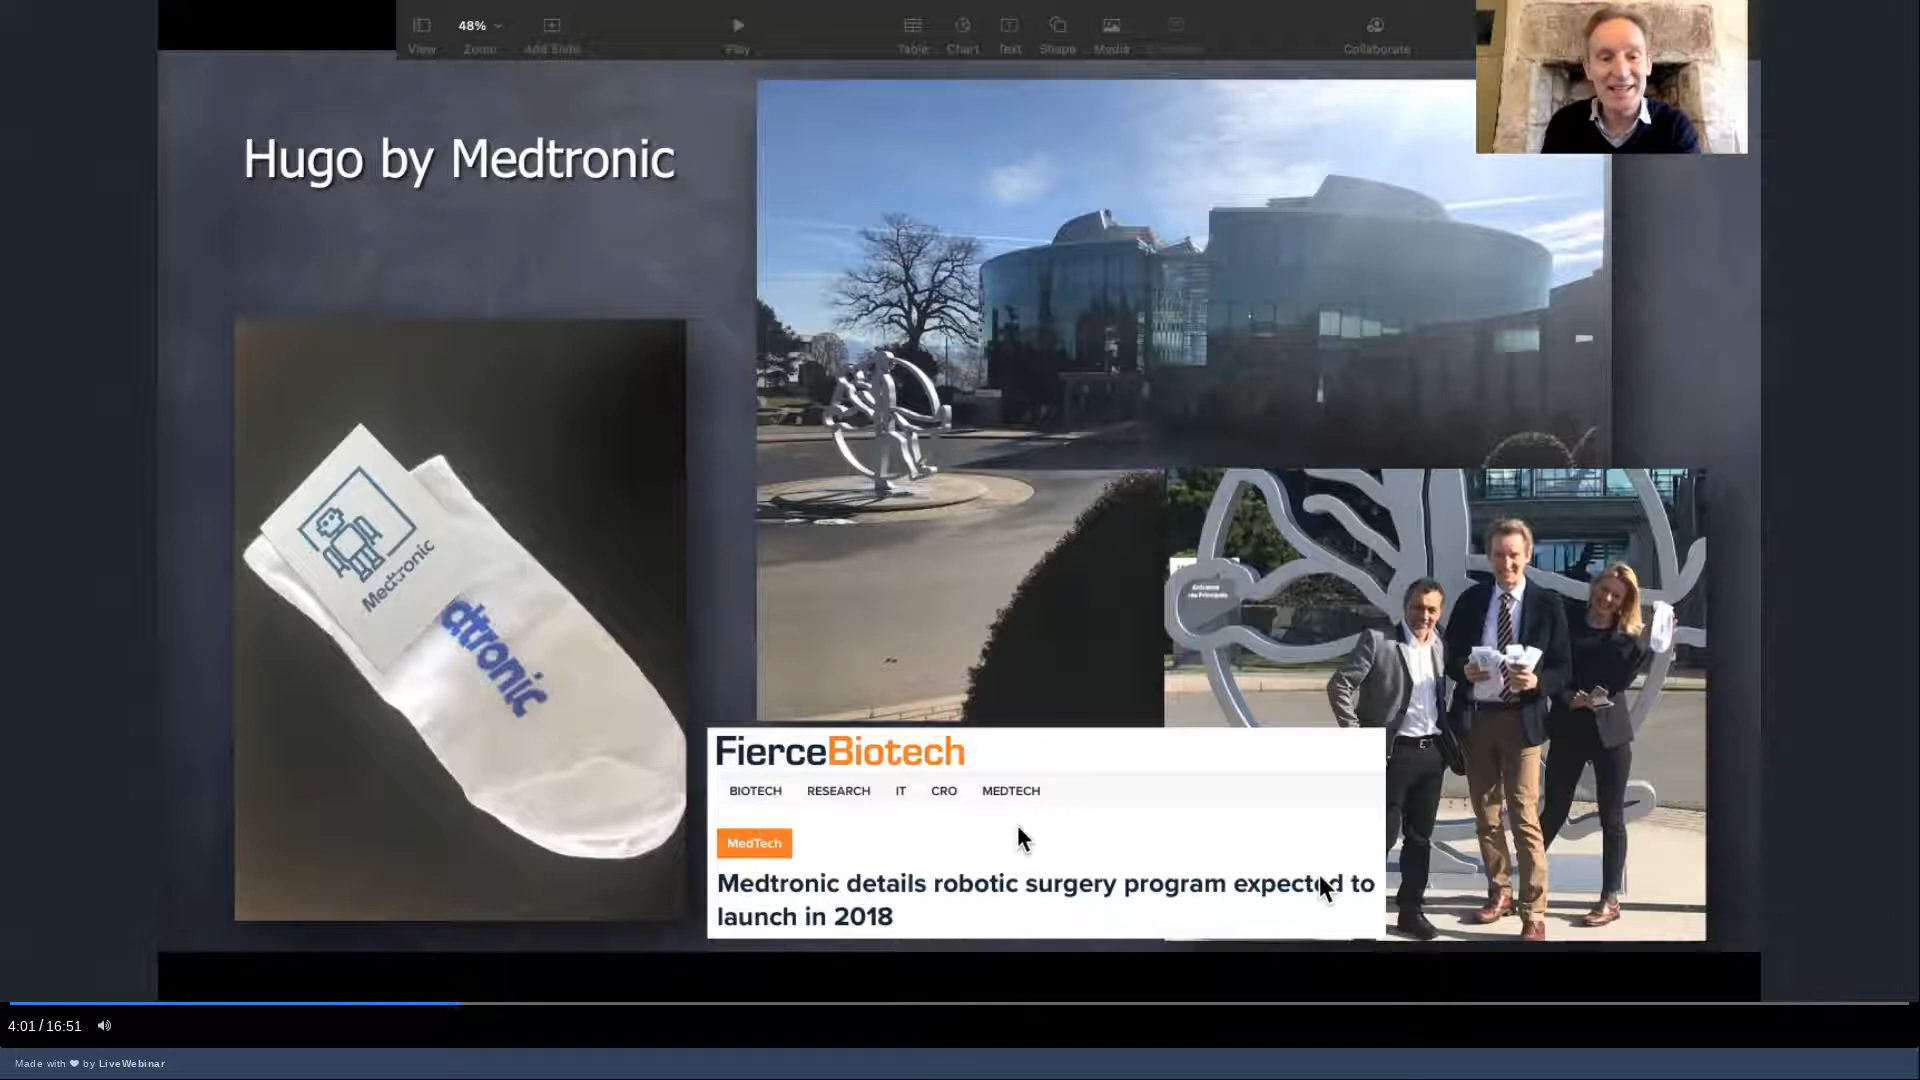 48%
View
Zoom
Add Slide
Play
Table
Chart
Text
Shape
Media
Collaborate
Hugo by Medtronic
Medtronic
dtronic
Entrance
FierceBiotech
BIOTECH RESEARCH IT CRO MEDTECH
MedTech
Medtronic details robotic surgery program expected to
launch in 2018
4:01 / 16:51
Made with ❤ by LiveWebinar